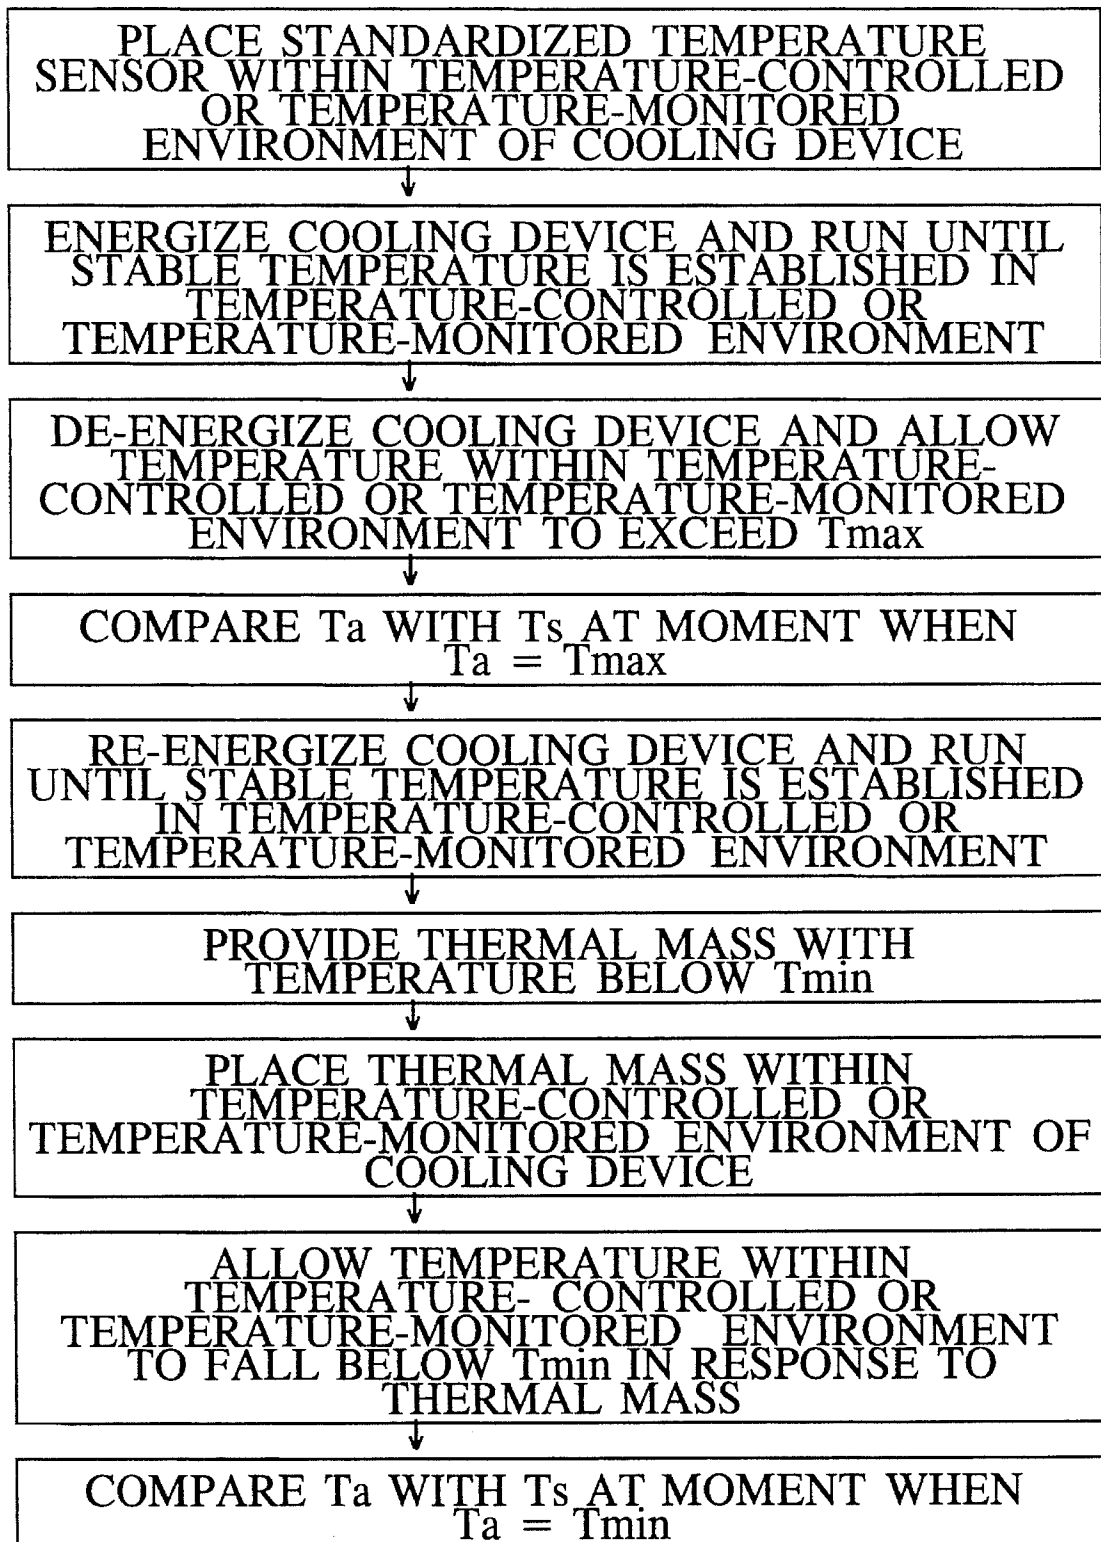 PLACE STANDARDIZED TEMPERATURE
SENSOR WITHIN TEMPERATURE-CONTROLLED
OR TEMPERATURE-MONITORED
ENVIRONMENT OF COOLING DEVICE
ENERGIZE COOLING DEVICE AND RUN UNTIL
STABLE TEMPERATURE IS ESTABLISHED IN
TEMPERATURE-CONTROLLED OR
TEMPERATURE-MONITORED ENVIRONMENT
DE-ENERGIZE COOLING DEVICE AND ALLOW
TEMPERATURE WITHIN TEMPERATURE-
CONTROLLED OR TEMPERATURE-MONITORED
ENVIRONMENT TO EXCEED Tmax
COMPARE Ta WITH Ts AT MOMENT WHEN
Ta = Tmax
RE-ENERGIZE COOLING DEVICE AND RUN
UNTIL STABLE TEMPERATURE IS ESTABLISHED
IN TEMPERATURE-CONTROLLED OR
TEMPERATURE-MONITORED ENVIRONMENT
PROVIDE THERMAL MASS WITH
TEMPERATURE BELOW Tmin
PLACE THERMAL MASS WITHIN
TEMPERATURE-CONTROLLED OR
TEMPERATURE-MONITORED ENVIRONMENT OF
COOLING DEVICE
ALLOW TEMPERATURE WITHIN
TEMPERATURE- CONTROLLED OR
TEMPERATURE-MONITORED ENVIRONMENT
TO FALL BELOW Tmin IN RESPONSE TO
THERMAL MASS
COMPARE Ta WITH Ts AT MOMENT WHEN
Ta = Tmin